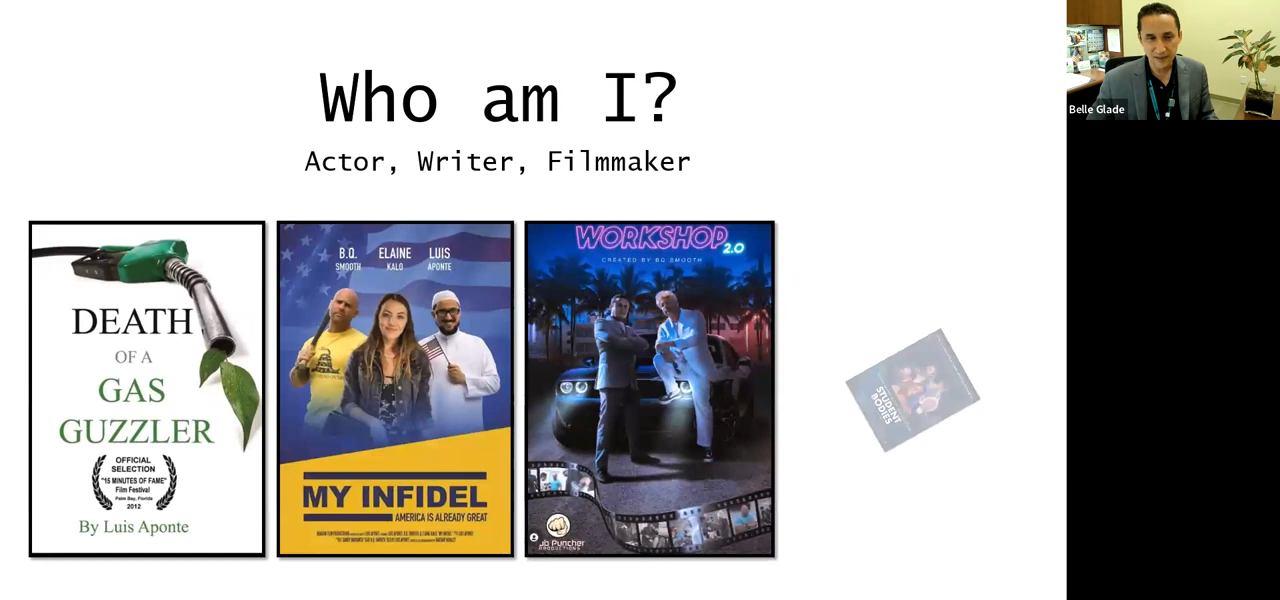 Who am I?
Actor, Writer, Filmmaker
Belle Glade
DEATH
OF A
GAS
GUZZLER
OFFICIAL
SELECTION
"15 MINUTES OF FAME"
Film Festival
Palm Bay, Florida
2012
By Luis Aponte
B.Q. ELAINE LUIS
SMOOTH KALO APONTE
MY INFIDEL
AMERICA IS ALREADY GREAT
WORKSHOP 2.0
CREATED BY BQ SMOOTH
Jb Puncher
PRODUCTIONS
STUDENT
BODIES